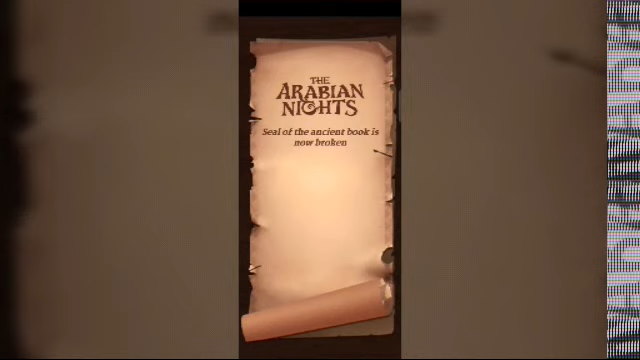 THE
ARABIAN
NIGHTS
Seal of the ancient book is
now broken